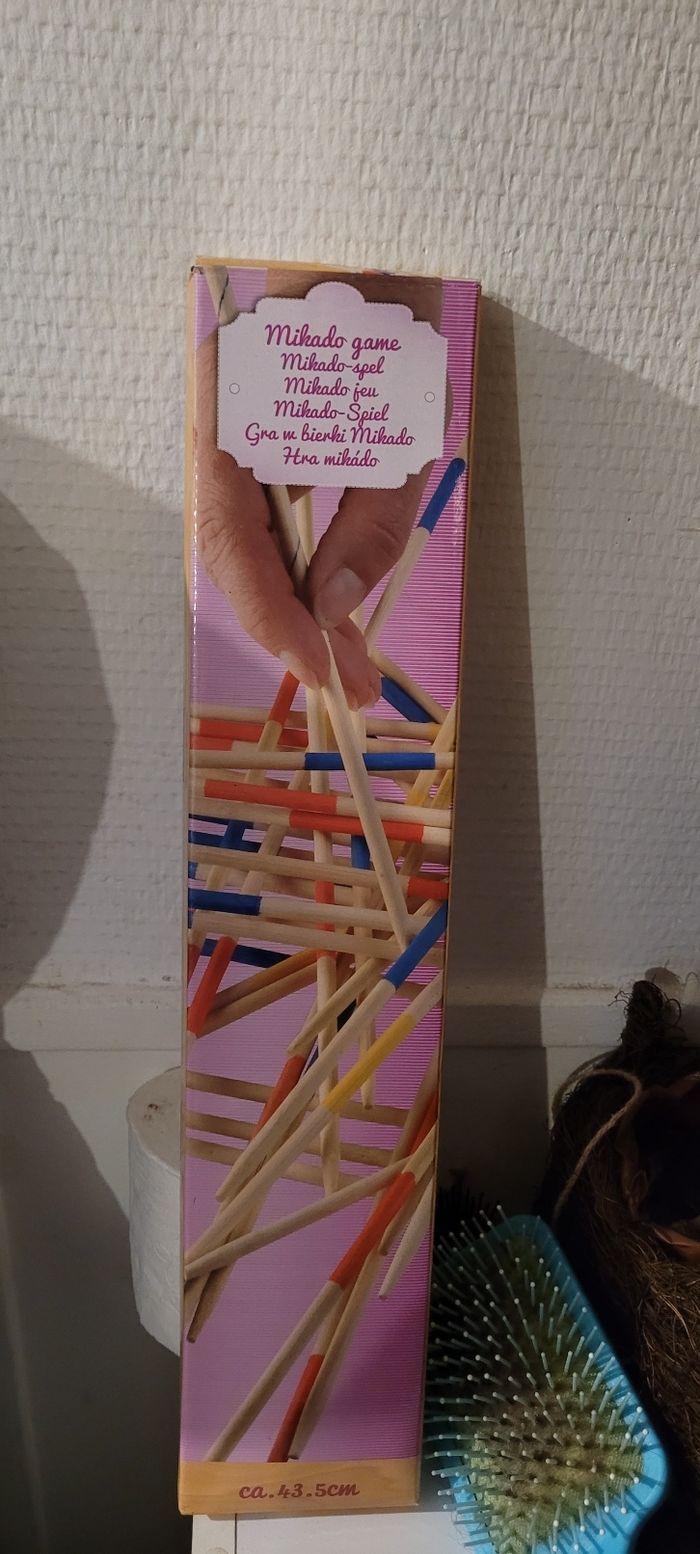 Mikado game
Mikado-spel
Mikado jeu
Mikado-Spiel
Gra w bierki Mikado
Hra mikádo
ca. 43.5cm